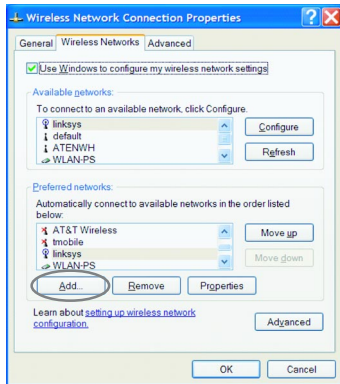 Wireless Network Connection Properties
General Wireless Networks Advanced
Use Windows to configure my wireless network settings
Available networks:
To connect to an available network, click Configure.
linksys
default
ATENWH
WLAN-PS
Configure
Refresh
Preferred networks:
Automatically connect to available networks in the order listed
below:
AT&T Wireless
tmobile
linksys
WLAN-PS
Move up
Move down
Add... Remove Properties
Learn about setting up wireless network
configuration.
Advanced
OK Cancel